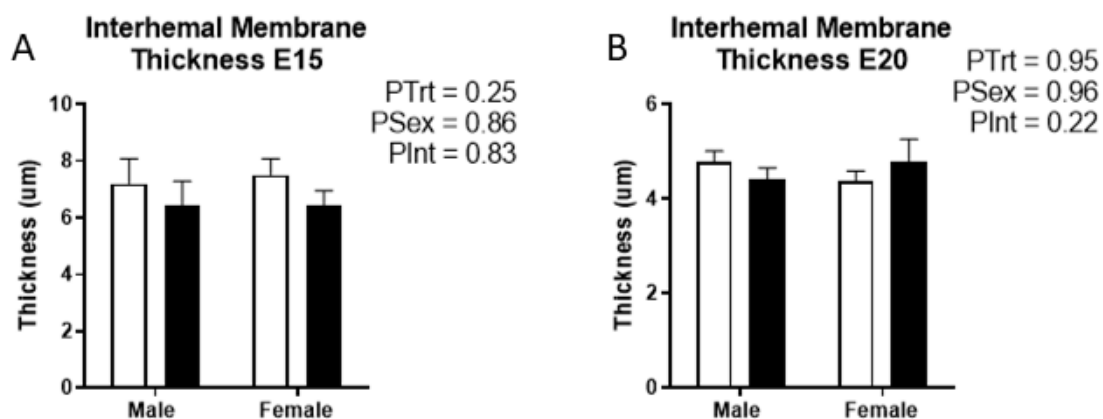 A
Interhemal Membrane
Thickness E15
PTrt = 0.25
PSex = 0.86
PInt = 0.83
Thickness (um)
10
8
6
4
2
0
Male Female
B
Interhemal Membrane
Thickness E20
PTrt = 0.95
PSex = 0.96
PInt = 0.22
Thickness (um)
6
4
2
0
Male Female